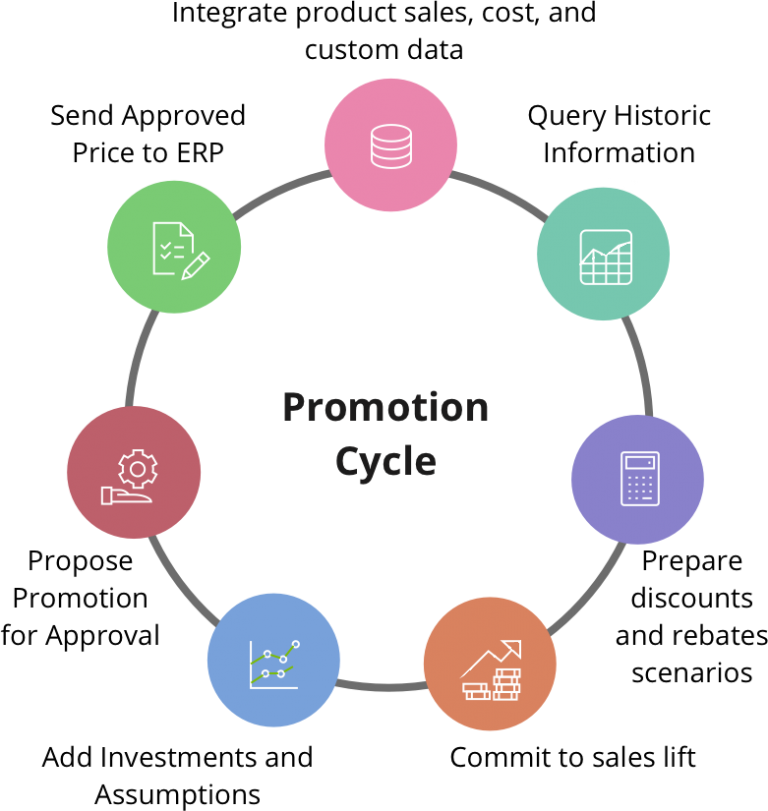 Integrate product sales, cost, and
custom data
Query Historic
Information
Prepare
discounts
and rebates
scenarios
Commit to sales lift
Add Investments and
Assumptions
Propose
Promotion
for Approval
Send Approved
Price to ERP
Promotion
Cycle